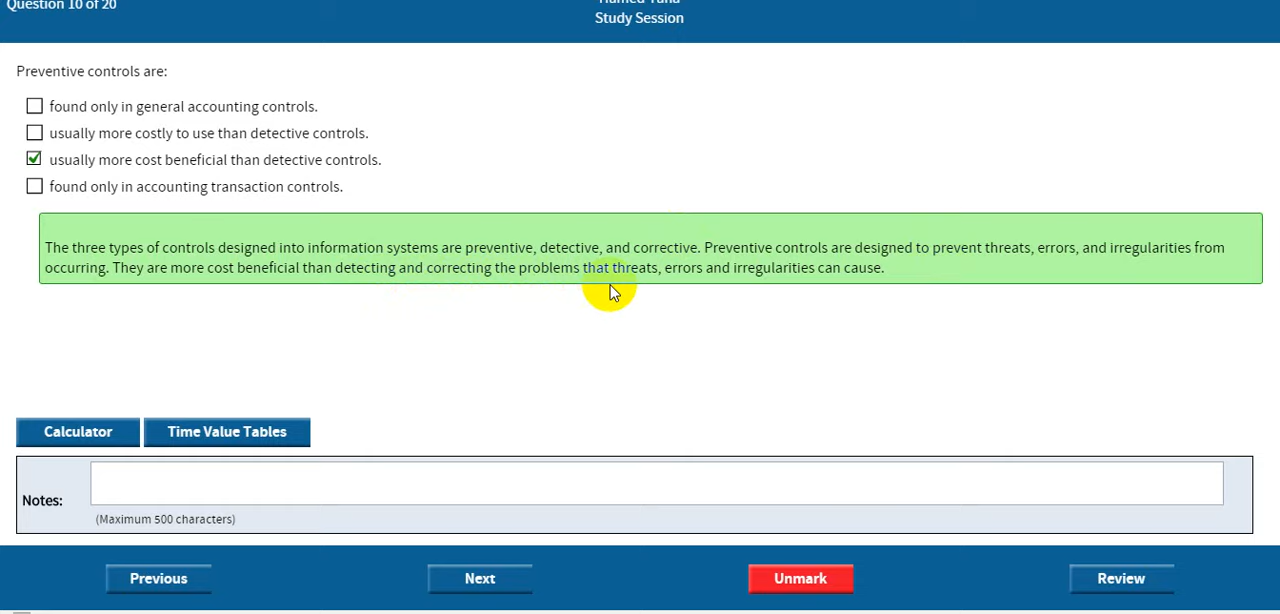 Question 10 of 20
Study Session
Preventive controls are:
found only in general accounting controls.
usually more costly to use than detective controls.
usually more cost beneficial than detective controls.
found only in accounting transaction controls.
The three types of controls designed into information systems are preventive, detective, and corrective. Preventive controls are designed to prevent threats, errors, and irregularities from
occurring. They are more cost beneficial than detecting and correcting the problems that threats, errors and irregularities can cause.
Calculator
Time Value Tables
Notes:
(Maximum 500 characters)
Previous
Next
Unmark
Review